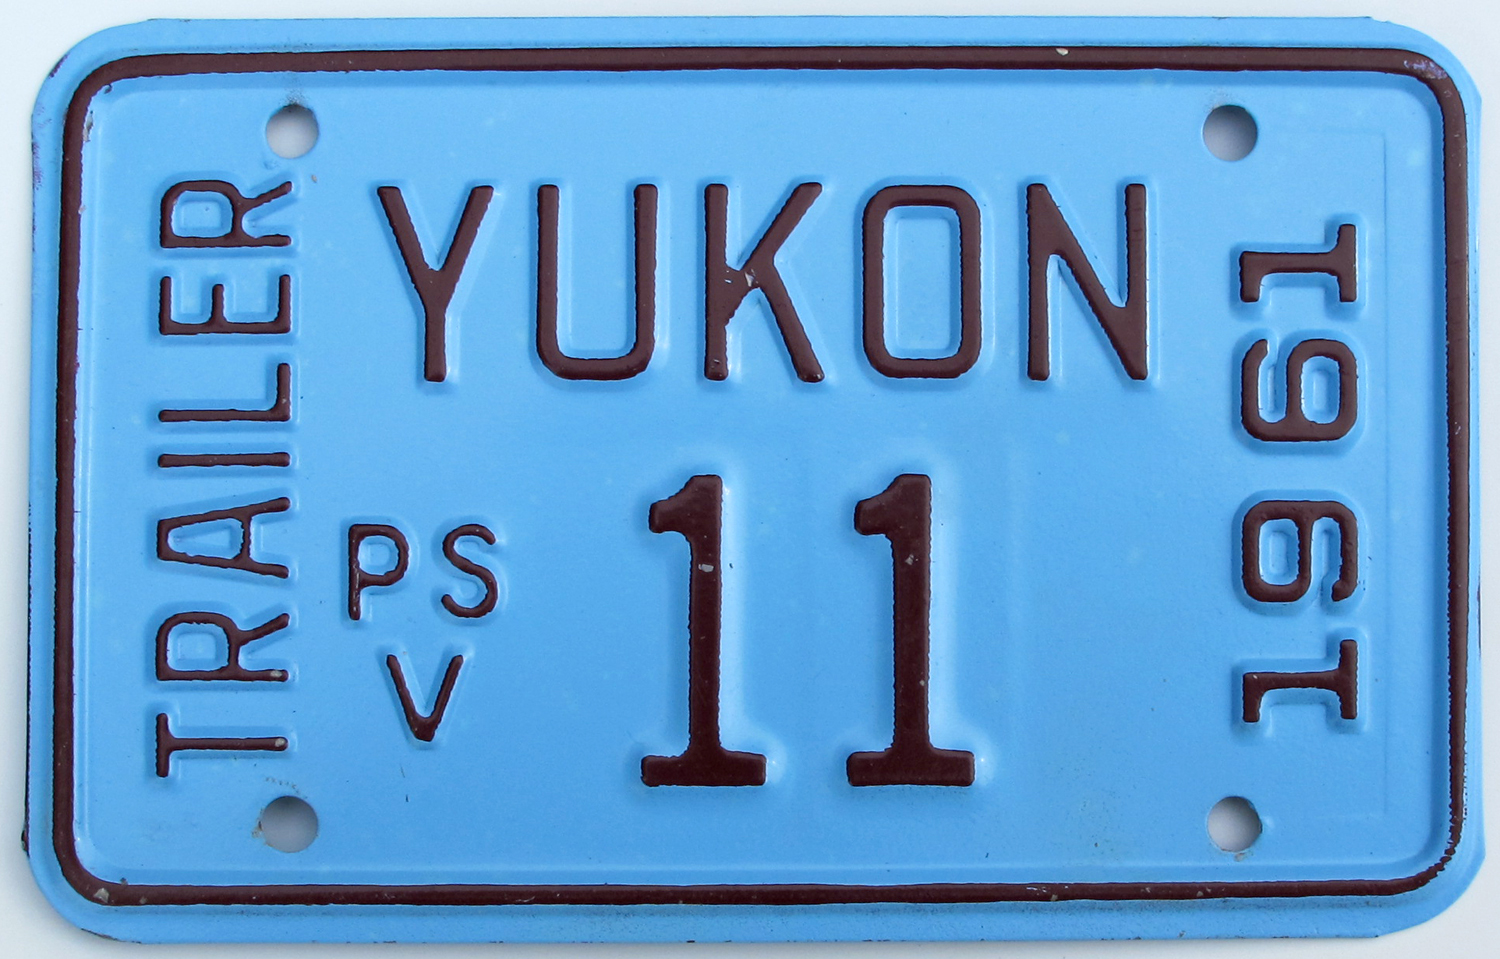 TRAILER
YUKON
PS
V
11
1961